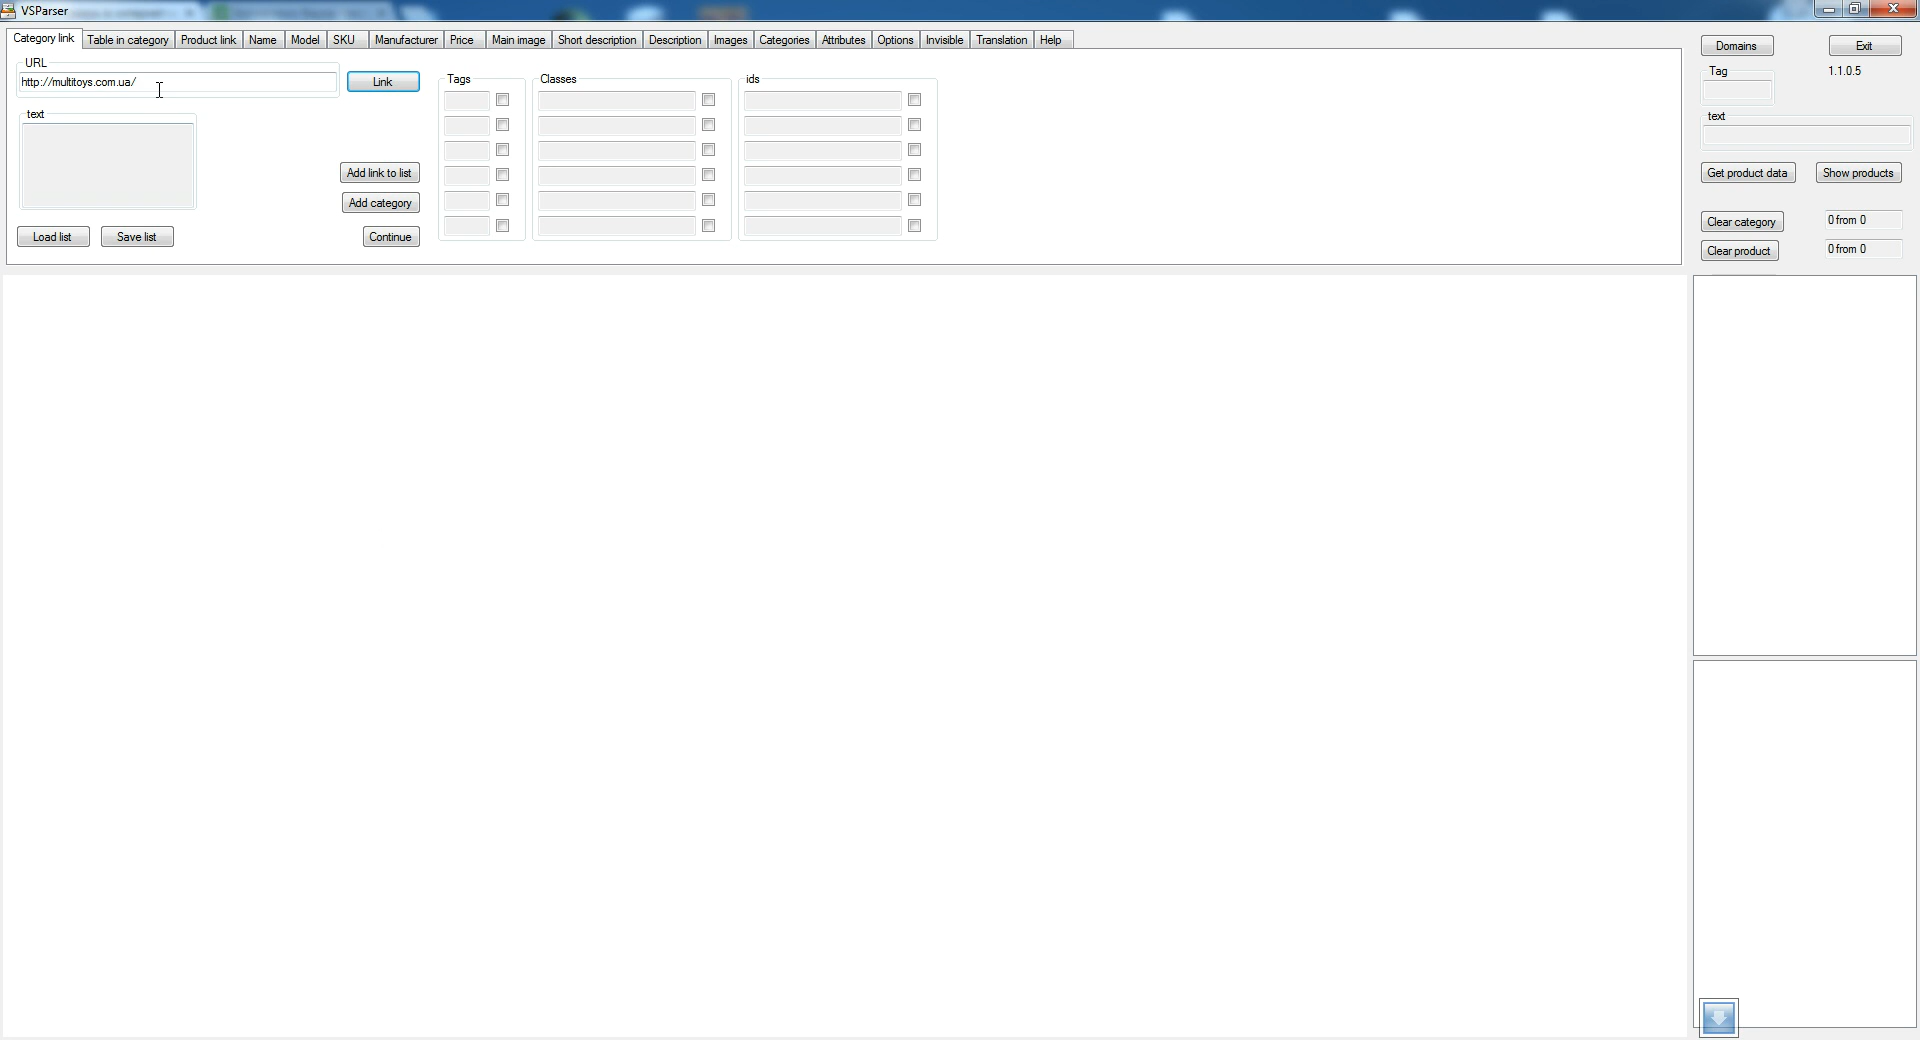 VSParser
Category link Table in category Product link Name Model SKU Manufacturer Price Main image Short description Description Images Categories Attributes Options Invisible Translation Help
URL
http://multitoys.com.ua/
Link
text
Add link to list
Add category
Load list Save list Continue
Tags Classes ids
Domains Exit
Tag 1.1.0.5
text
Get product data Show products
Clear category 0 from 0
Clear product 0 from 0